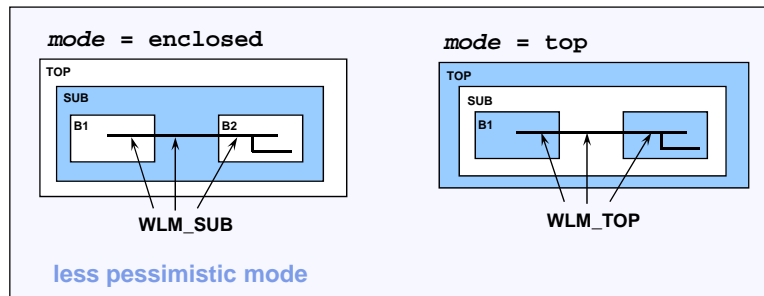 mode = enclosed
TOP
SUB
B1
B2
WLM_SUB
mode = top
TOP
SUB
B1
WLM_TOP
less pessimistic mode